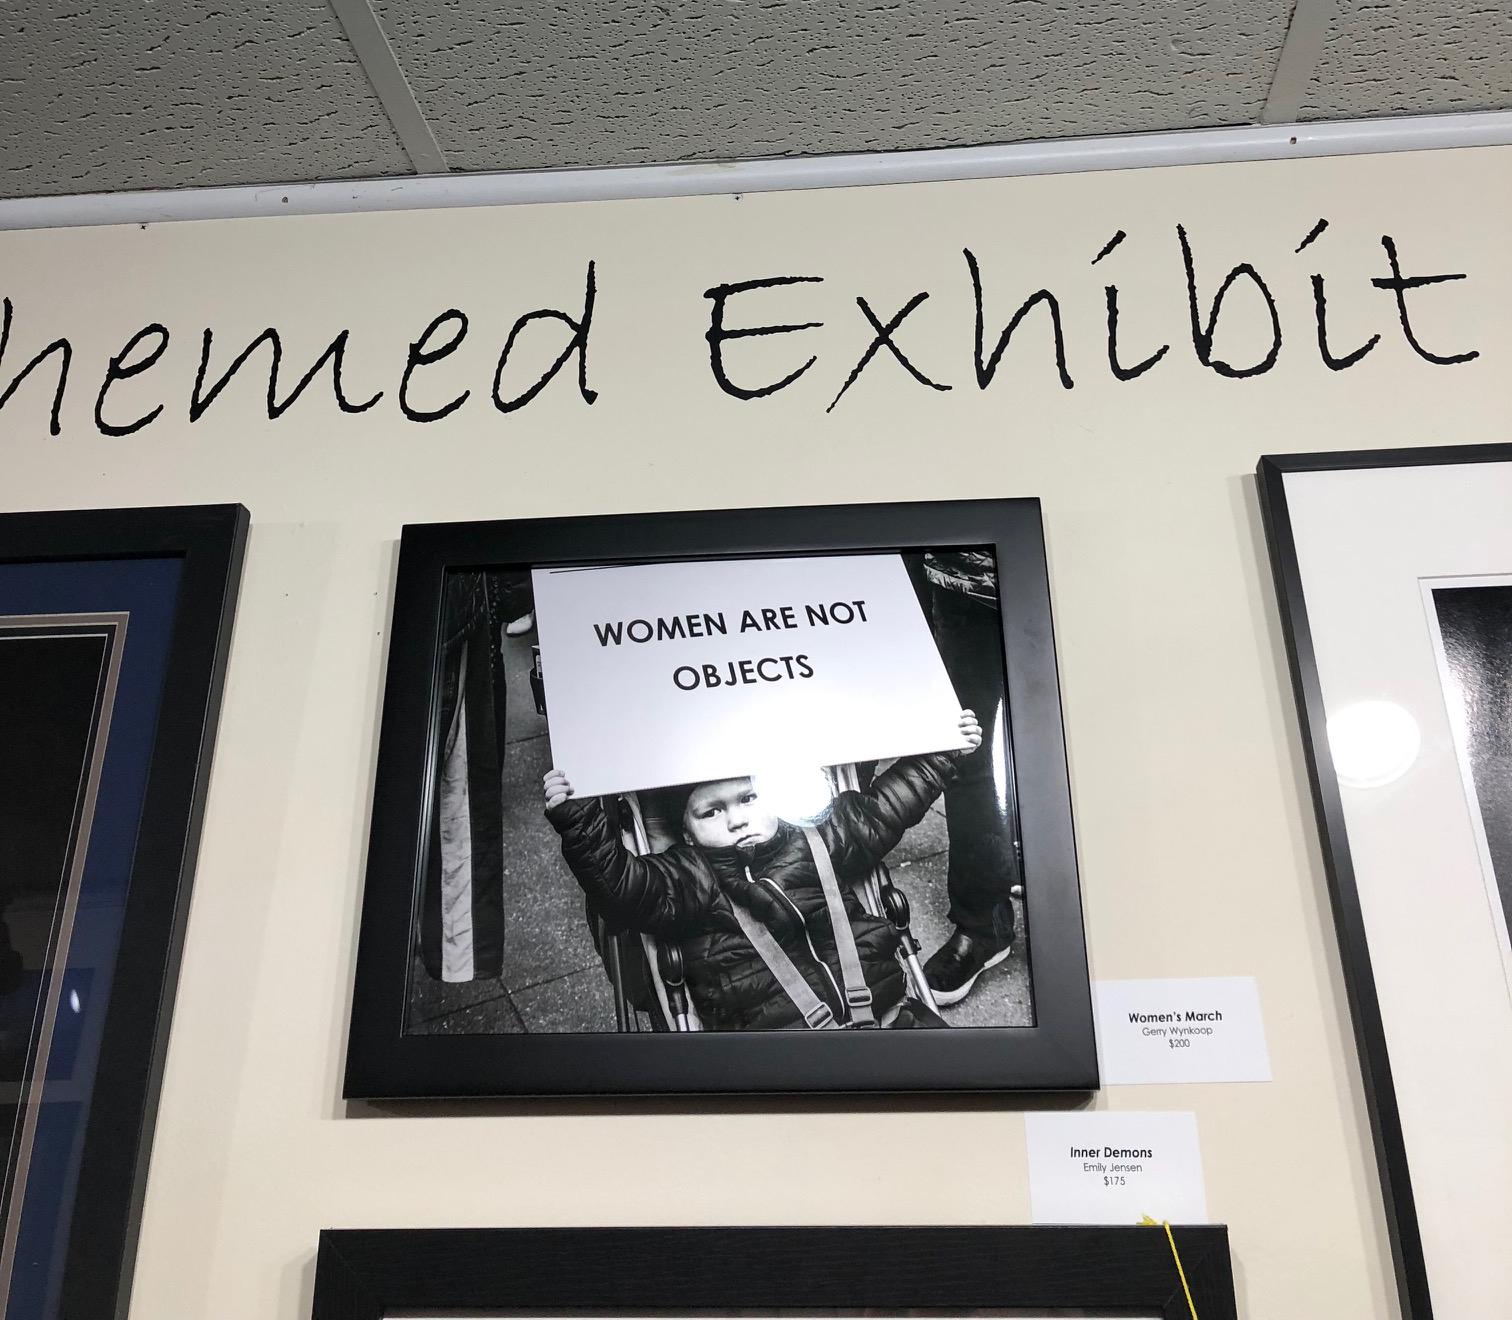 hemed Exhibit
WOMEN ARE NOT
OBJECTS
Women's March
Gerry Wynkoop
$200
Inner Demons
Emily Jensen
$175